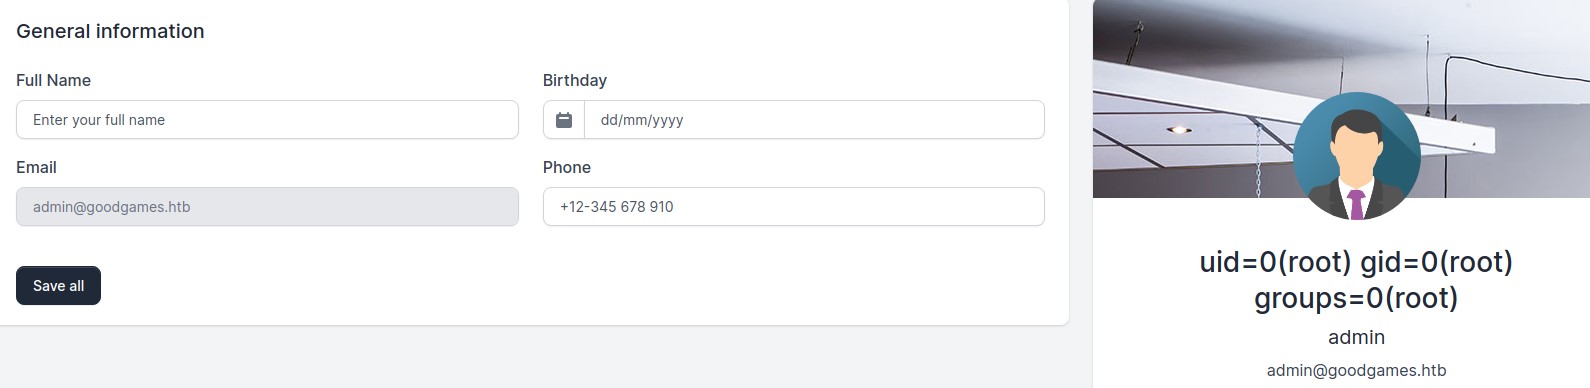 General information
Full Name
Birthday
Enter your full name
dd/mm/yyyy
Email
Phone
admin@goodgames.htb
+12-345 678 910
Save all
uid=0(root) gid=0(root)
groups=0(root)
admin
admin@goodgames.htb